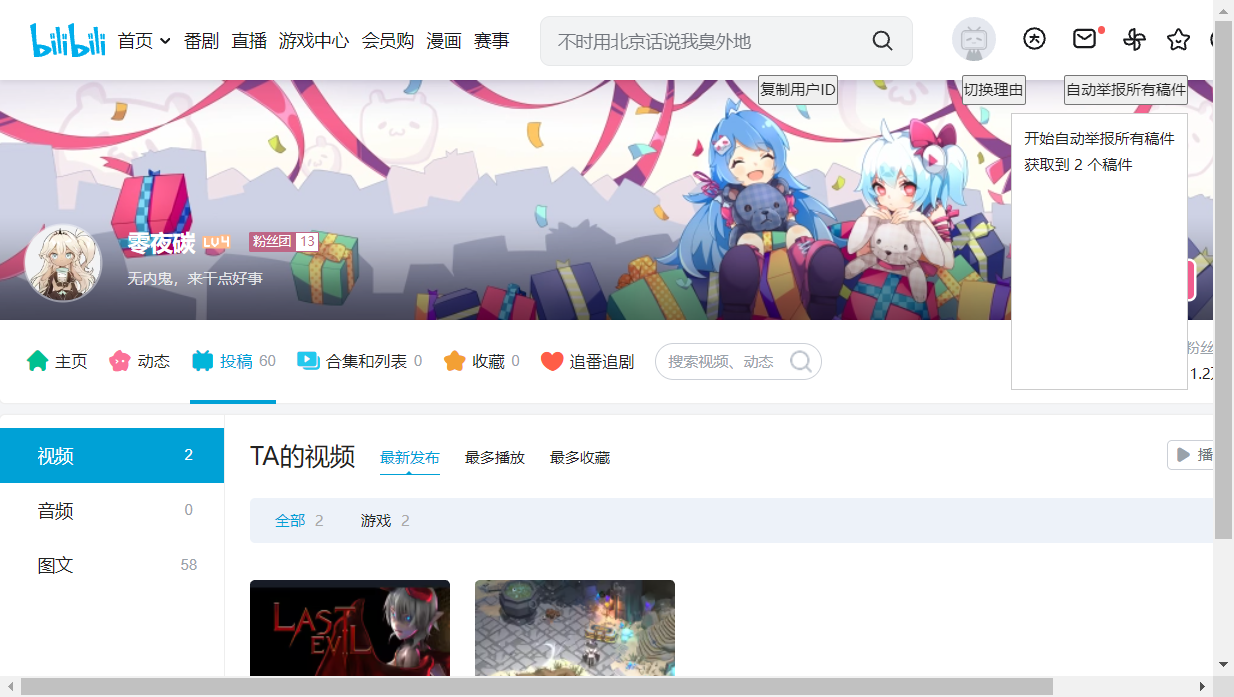 bilibili 首页 番剧 直播 游戏中心 会员购 漫画 赛事 不时用北京话说我臭外地
复制用户ID 切换理由 自动举报所有稿件
开始自动举报所有稿件
获取到 2 个稿件
零夜碳 LV4 粉丝团 13
无内鬼，来千点好事
主页 动态 投稿 60 合集和列表 0 收藏 0 追番追剧 搜索视频、动态 粉丝
视频 2
音频 0
图文 58
TA的视频 最新发布 最多播放 最多收藏 播
全部 2 游戏 2
LAST EVIL